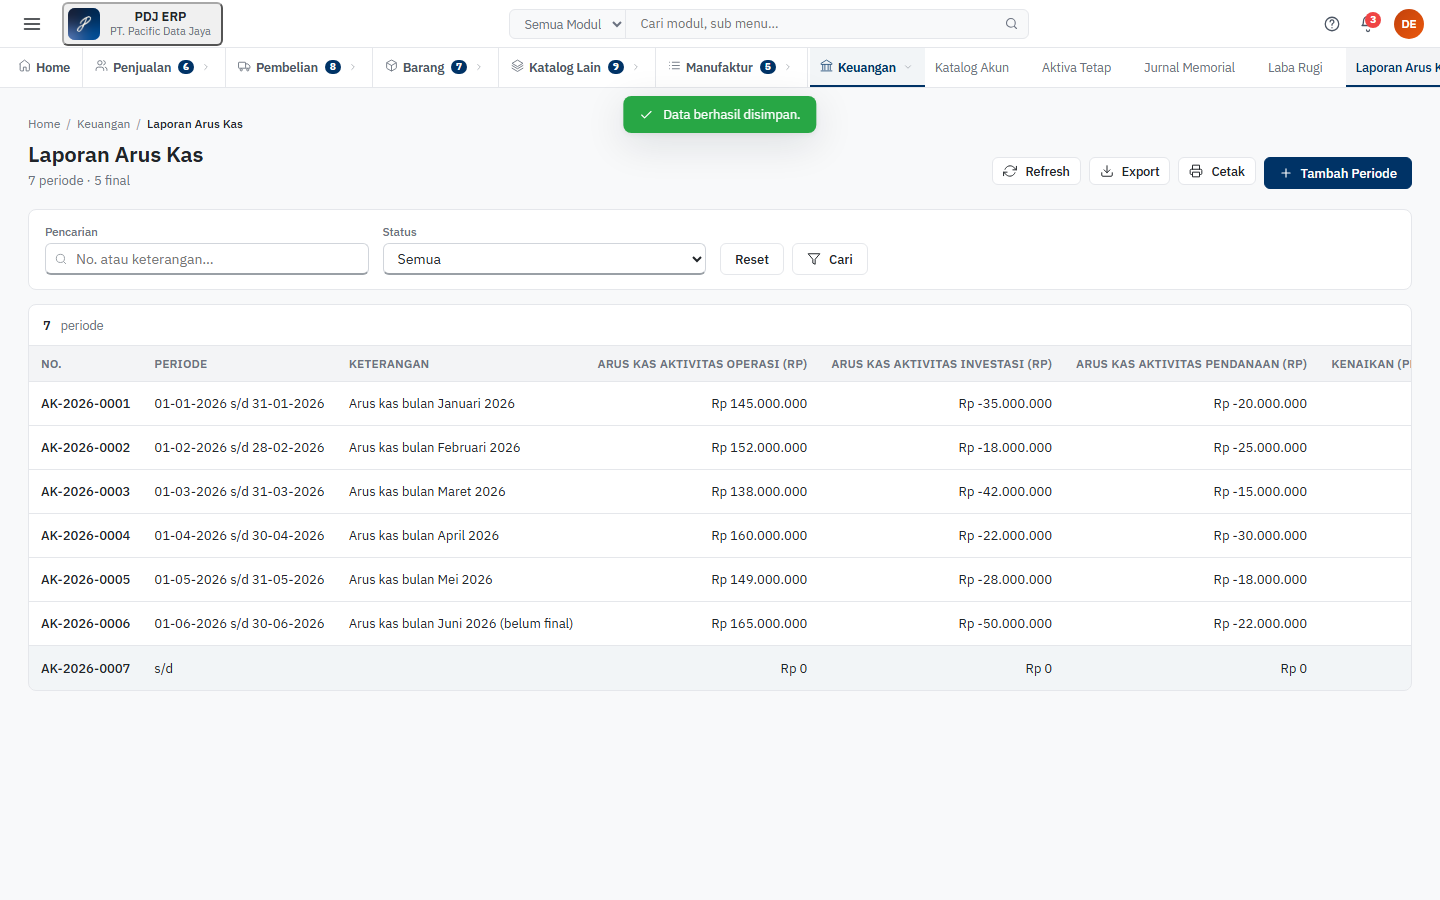 PDJ ERP
PT. Pacific Data Jaya
Semua Modul
Cari modul, sub menu...
3
DE
Home
Penjualan 6
Pembelian 8
Barang 7
Katalog Lain 9
Manufaktur 5
Keuangan
Katalog Akun
Aktiva Tetap
Jurnal Memorial
Laba Rugi
Laporan Arus K
Data berhasil disimpan.
Home / Keuangan / Laporan Arus Kas
Laporan Arus Kas
7 periode · 5 final
Refresh
Export
Cetak
Tambah Periode
Pencarian
Status
No. atau keterangan...
Semua
Reset
Cari
7 periode
NO. PERIODE KETERANGAN ARUS KAS AKTIVITAS OPERASI (RP) ARUS KAS AKTIVITAS INVESTASI (RP) ARUS KAS AKTIVITAS PENDANAAN (RP) KENAIKAN (P
AK-2026-0001 01-01-2026 s/d 31-01-2026 Arus kas bulan Januari 2026 Rp 145.000.000 Rp -35.000.000 Rp -20.000.000
AK-2026-0002 01-02-2026 s/d 28-02-2026 Arus kas bulan Februari 2026 Rp 152.000.000 Rp -18.000.000 Rp -25.000.000
AK-2026-0003 01-03-2026 s/d 31-03-2026 Arus kas bulan Maret 2026 Rp 138.000.000 Rp -42.000.000 Rp -15.000.000
AK-2026-0004 01-04-2026 s/d 30-04-2026 Arus kas bulan April 2026 Rp 160.000.000 Rp -22.000.000 Rp -30.000.000
AK-2026-0005 01-05-2026 s/d 31-05-2026 Arus kas bulan Mei 2026 Rp 149.000.000 Rp -28.000.000 Rp -18.000.000
AK-2026-0006 01-06-2026 s/d 30-06-2026 Arus kas bulan Juni 2026 (belum final) Rp 165.000.000 Rp -50.000.000 Rp -22.000.000
AK-2026-0007 s/d Rp 0 Rp 0 Rp 0